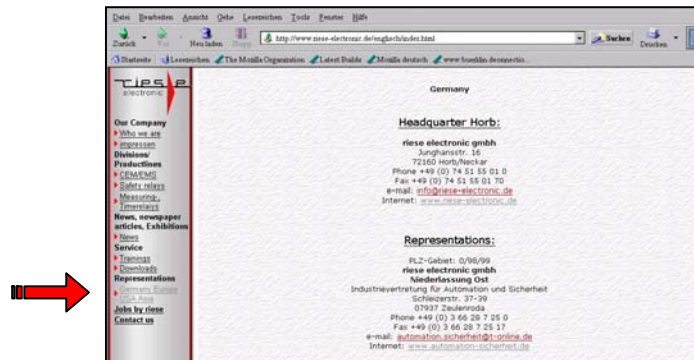 Datei Bearbeiten Ansicht Gehe Lesezeichen Tools Fenster Hilfe
Zurück Vor Neu laden Stopp http://www.riese-electronic.de/englisch/index.html Suchen Drucken
Startseite Lesezeichen The Mozilla Organization Latest Builds Mozilla deutsch
riese
electronic
Our Company
Who we are
impressen
Divisions/
Productlines
CEM/EMS
Safety relays
Measuring-,
Timerelays
News, newspaper
articles, Exhibitions
News
Service
Trainings
Downloads
Representations
Germany Europe
USA Asia
Jobs by riese
Contact us
Germany
Headquarter Horb:
riese electronic gmbh
Junghansstr. 16
72160 Horb/Neckar
Phone +49 (0) 74 51 55 01 0
Fax +49 (0) 74 51 55 01 70
e-mail: info@riese-electronic.de
Internet: www.riese-electronic.de
Representations:
PLZ-Gebiet: 0/98/99
riese electronic gmbh
Niederlassung Ost
Industrievertretung für Automation und Sicherheit
Schleizerstr. 37-39
07937 Zeulenroda
Phone +49 (0) 3 66 28 7 25 0
Fax +49 (0) 3 66 28 7 25 17
e-mail: automation.sicherheit@t-online.de
Internet: www.automation-sicherheit.de